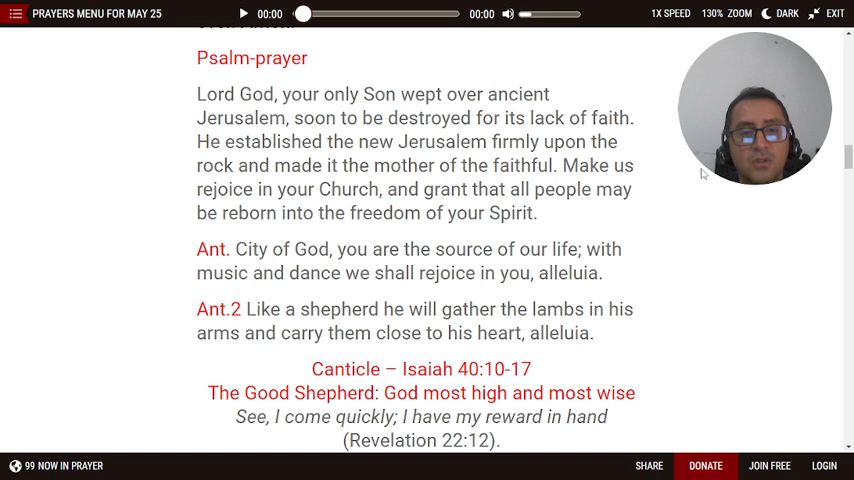 PRAYERS MENU FOR MAY 25 00:00 00:00 1X SPEED 130% ZOOM DARK EXIT
Psalm-prayer
Lord God, your only Son wept over ancient
Jerusalem, soon to be destroyed for its lack of faith.
He established the new Jerusalem firmly upon the
rock and made it the mother of the faithful. Make us
rejoice in your Church, and grant that all people may
be reborn into the freedom of your Spirit.
Ant. City of God, you are the source of our life; with
music and dance we shall rejoice in you, alleluia.
Ant.2 Like a shepherd he will gather the lambs in his
arms and carry them close to his heart, alleluia.
Canticle – Isaiah 40:10-17
The Good Shepherd: God most high and most wise
See, I come quickly; I have my reward in hand
(Revelation 22:12).
99 NOW IN PRAYER SHARE DONATE JOIN FREE LOGIN